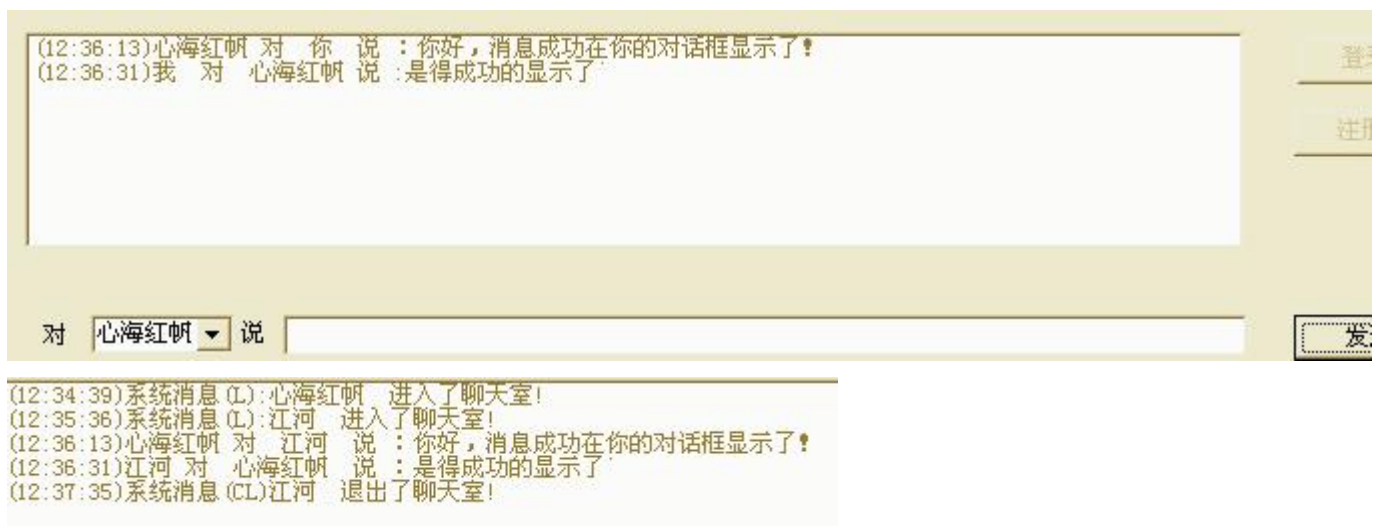 (12:36:13)心海红帆 对 你 说 :你好,消息成功在你的对话框显示了!
(12:36:31)我 对 心海红帆 说 :是得成功的显示了
登
注册
对 心海红帆 说
发
(12:34:39)系统消息(L):心海红帆 进入了聊天室!
(12:35:36)系统消息(L):江河 进入了聊天室!
(12:36:13)心海红帆 对 江河 说 :你好,消息成功在你的对话框显示了!
(12:36:31)江河 对 心海红帆 说 :是得成功的显示了
(12:37:35)系统消息(CL)江河 退出了聊天室!